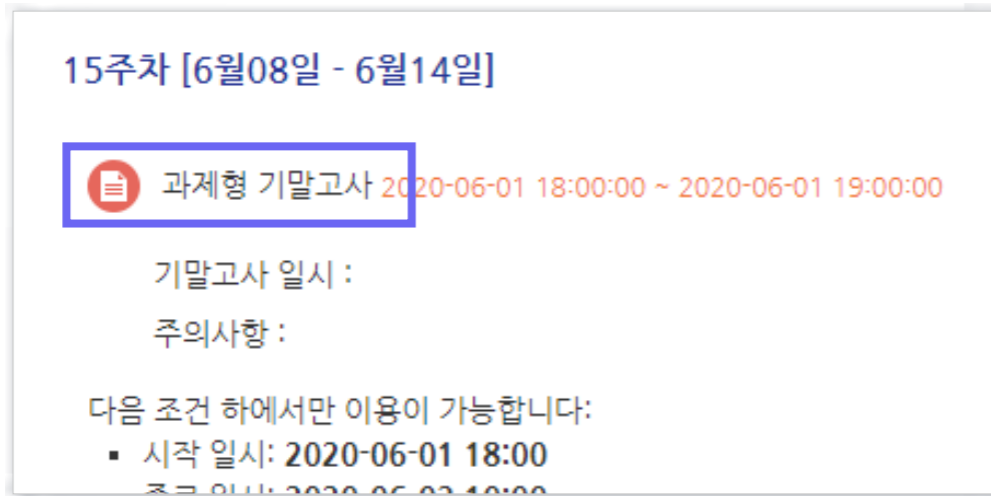 15주차 [6월08일 - 6월14일]
과제형 기말고사 2020-06-01 18:00:00 ~ 2020-06-01 19:00:00
기말고사 일시 :
주의사항 :
다음 조건 하에서만 이용이 가능합니다:
▪ 시작 일시: 2020-06-01 18:00